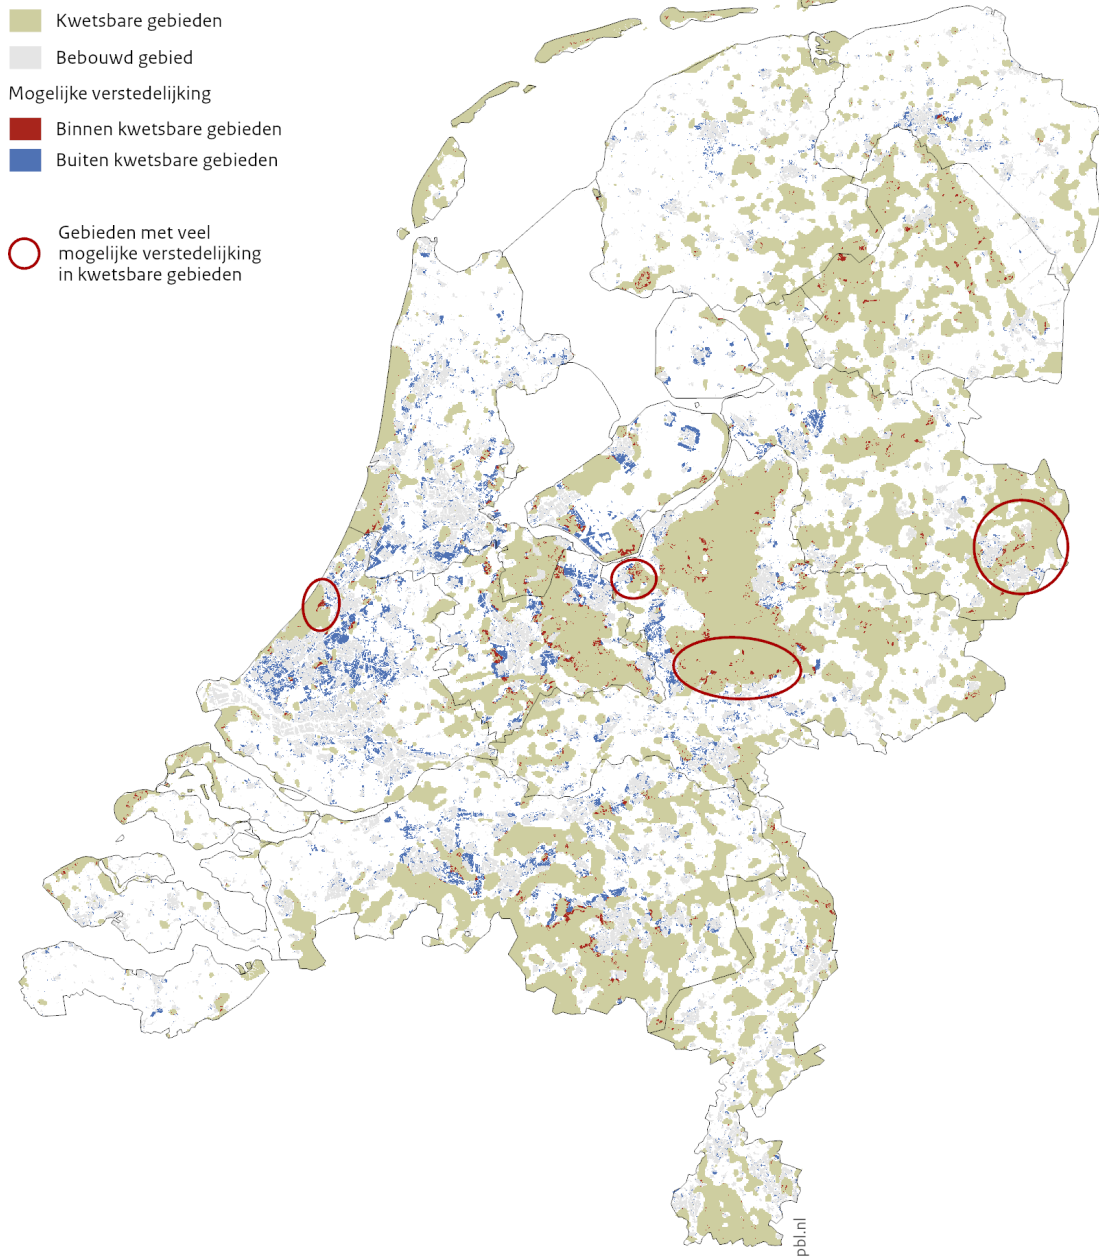 Kwetsbare gebieden
Bebouwd gebied
Mogelijke verstedelijking
Binnen kwetsbare gebieden
Buiten kwetsbare gebieden
Gebieden met veel
mogelijke verstedelijking
in kwetsbare gebieden
pbl.nl